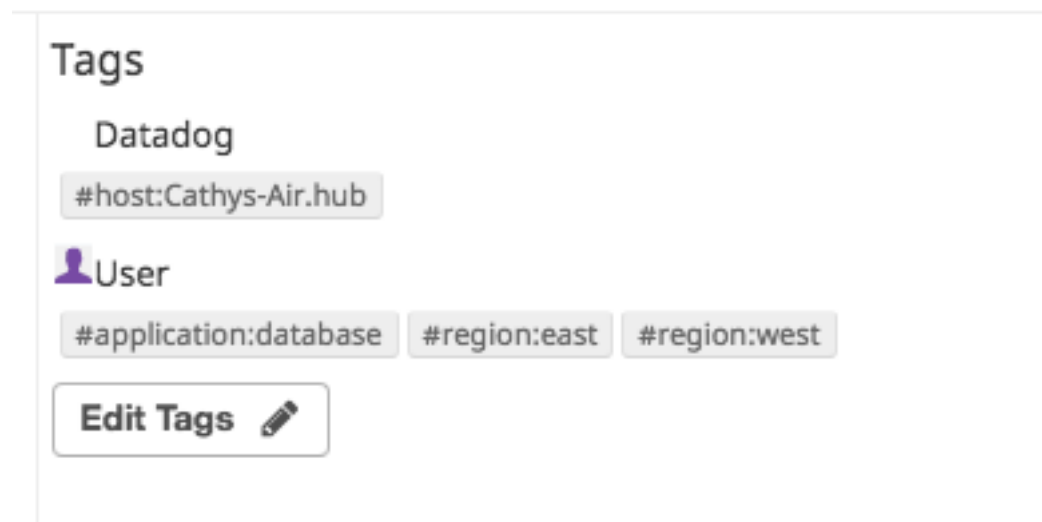 Tags
Datadog
#host:Cathys-Air.hub
User
#application:database #region:east #region:west
Edit Tags